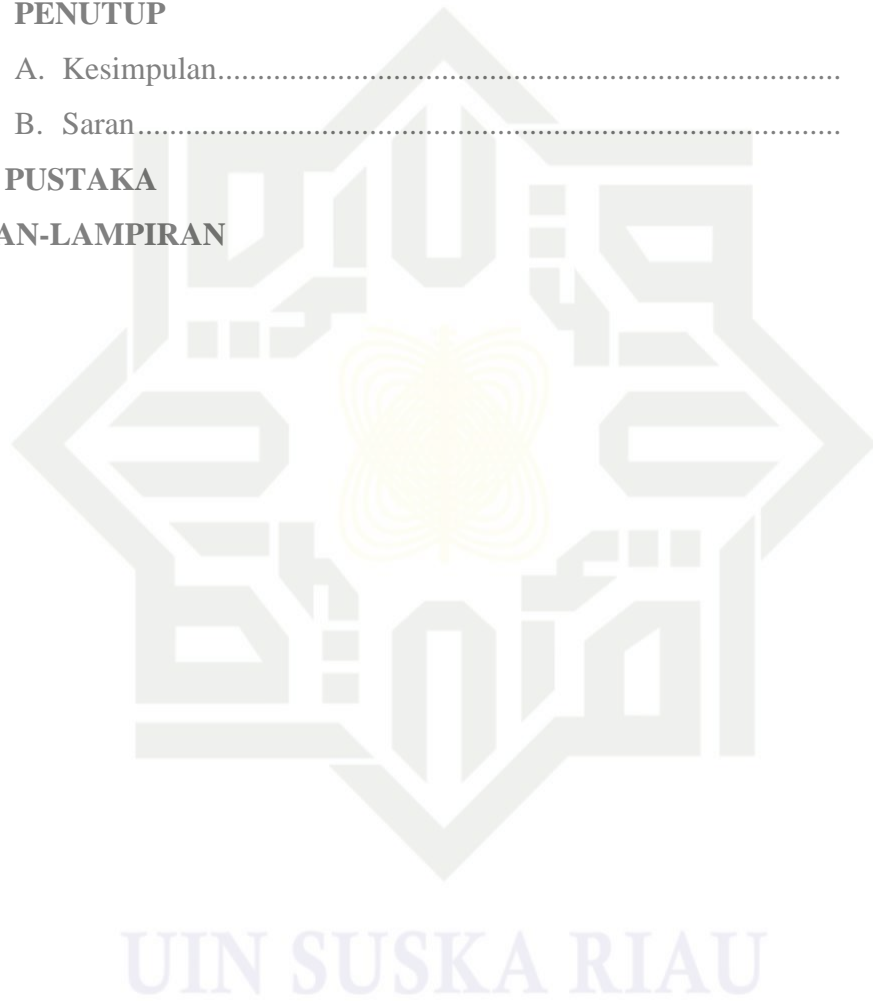 PENUTUP
A. Kesimpulan..............................................................................
B. Saran........................................................................................
PUSTAKA
AN-LAMPIRAN
UIN SUSKA RIAU